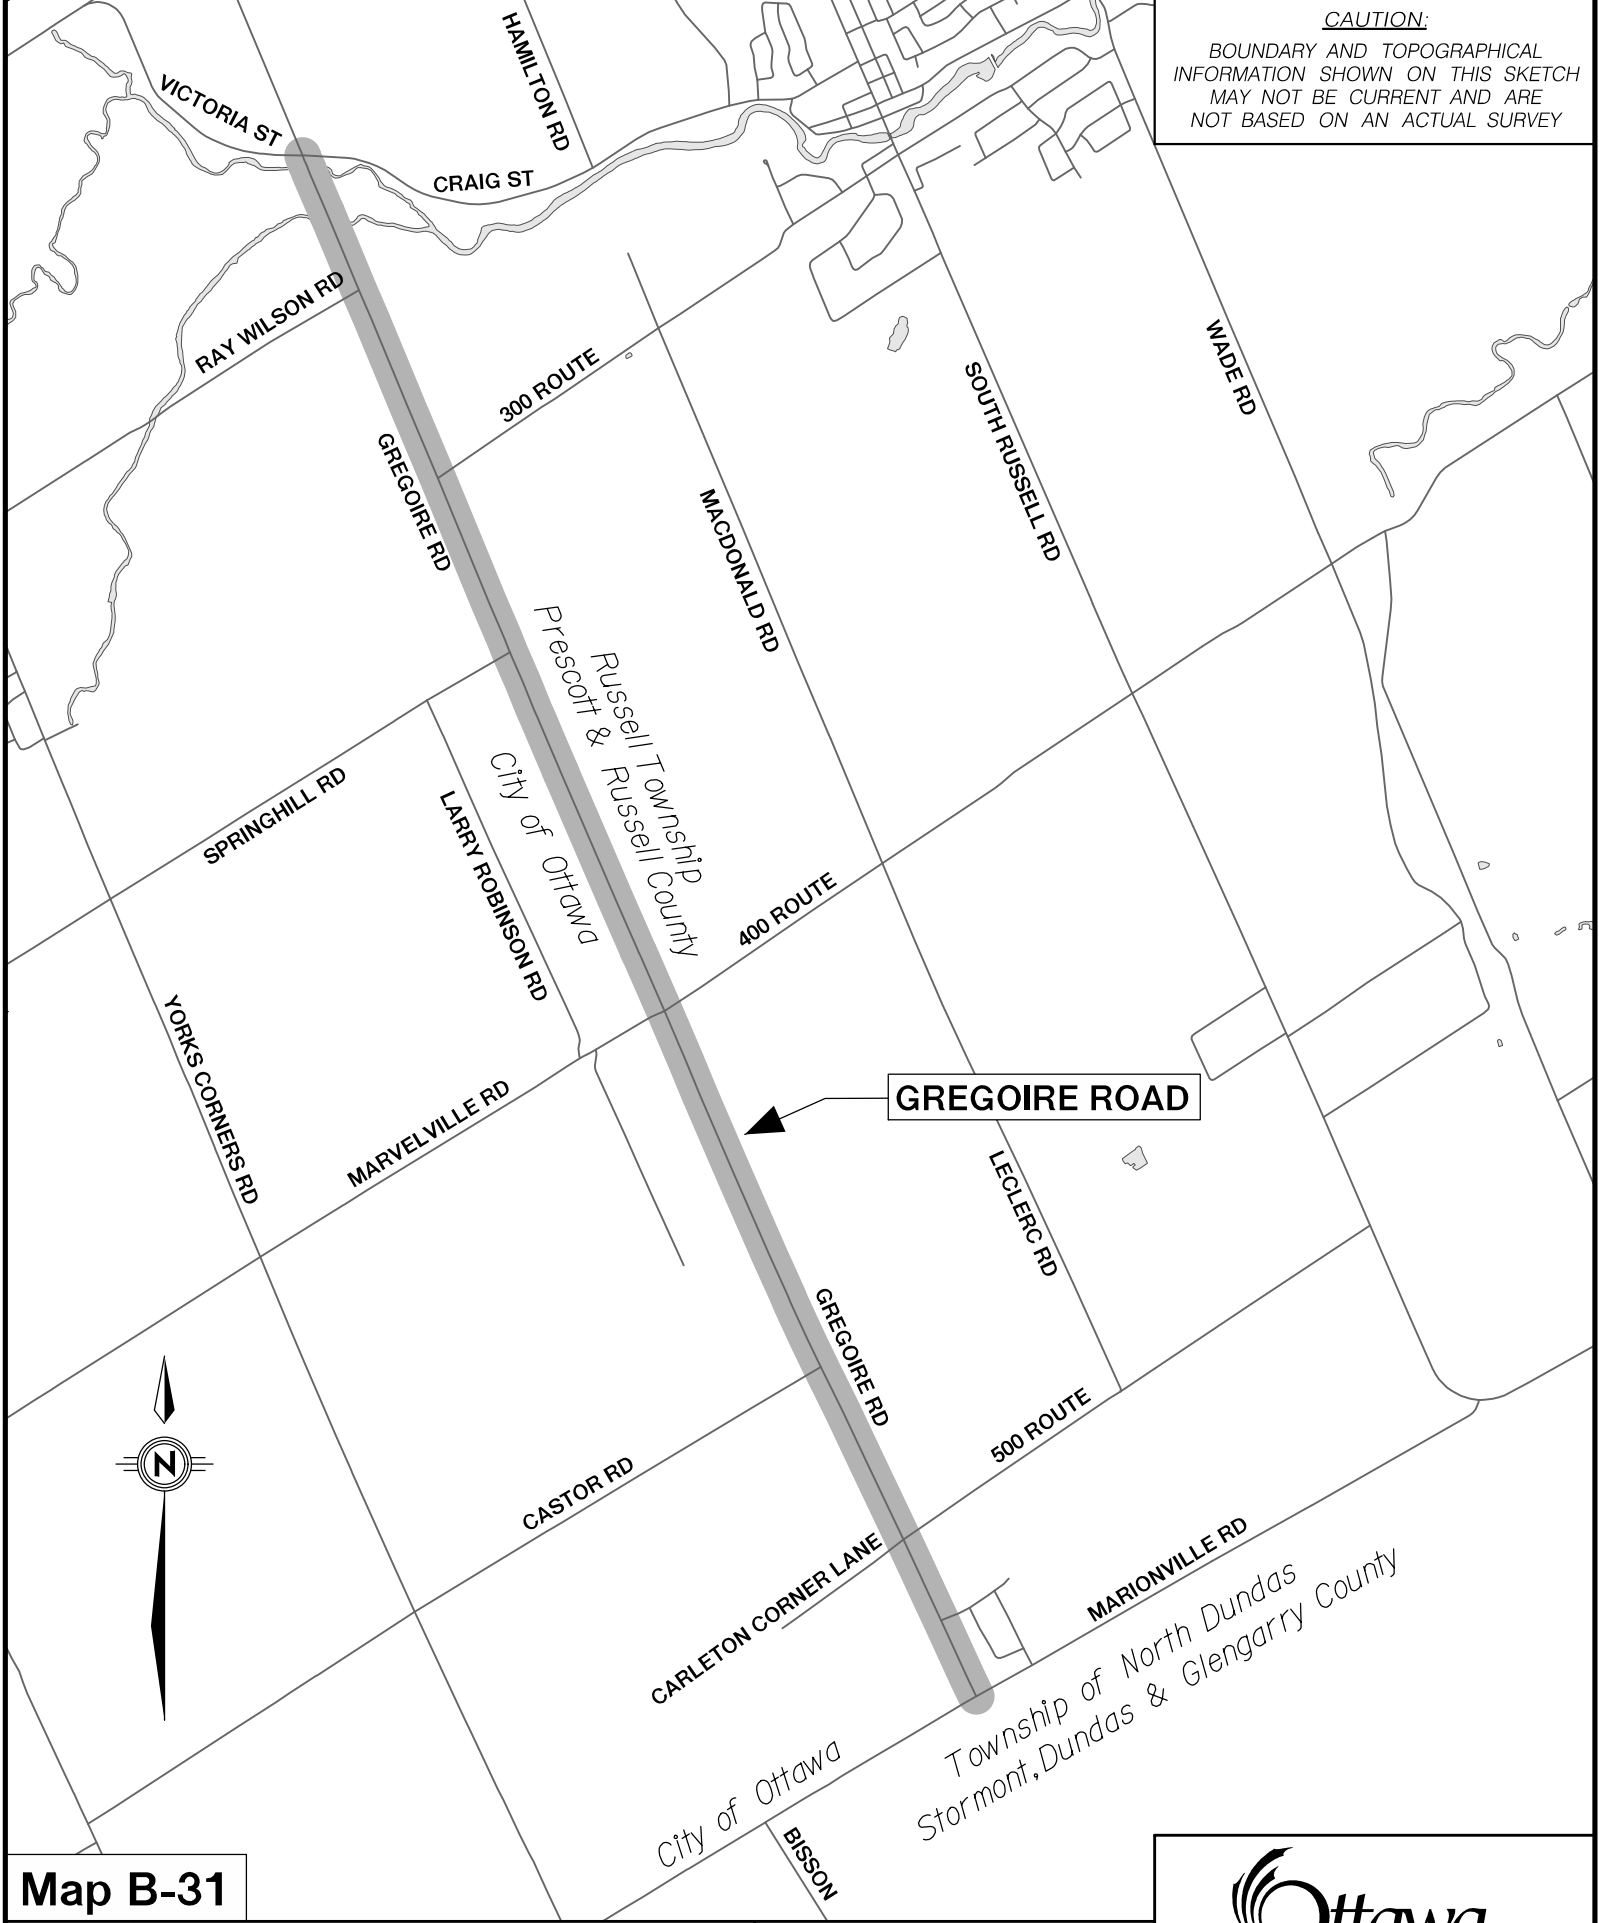 CAUTION:
BOUNDARY AND TOPOGRAPHICAL
INFORMATION SHOWN ON THIS SKETCH
MAY NOT BE CURRENT AND ARE
NOT BASED ON AN ACTUAL SURVEY
HAMILTON RD
VICTORIA ST
CRAIG ST
RAY WILSON RD
300 ROUTE
WADE RD
SOUTH RUSSELL RD
GREGOIRE RD
MACDONALD RD
Russell Township
Prescott & Russell County
City of Ottawa
SPRINGHILL RD
LARRY ROBINSON RD
400 ROUTE
YORKS CORNERS RD
MARVELVILLE RD
GREGOIRE ROAD
LECLERC RD
GREGOIRE RD
500 ROUTE
N
CASTOR RD
CARLETON CORNER LANE
MARIONVILLE RD
Township of North Dundas
Stormont, Dundas & Glengarry County
City of Ottawa
BISSON
Map B-31
Ottawa